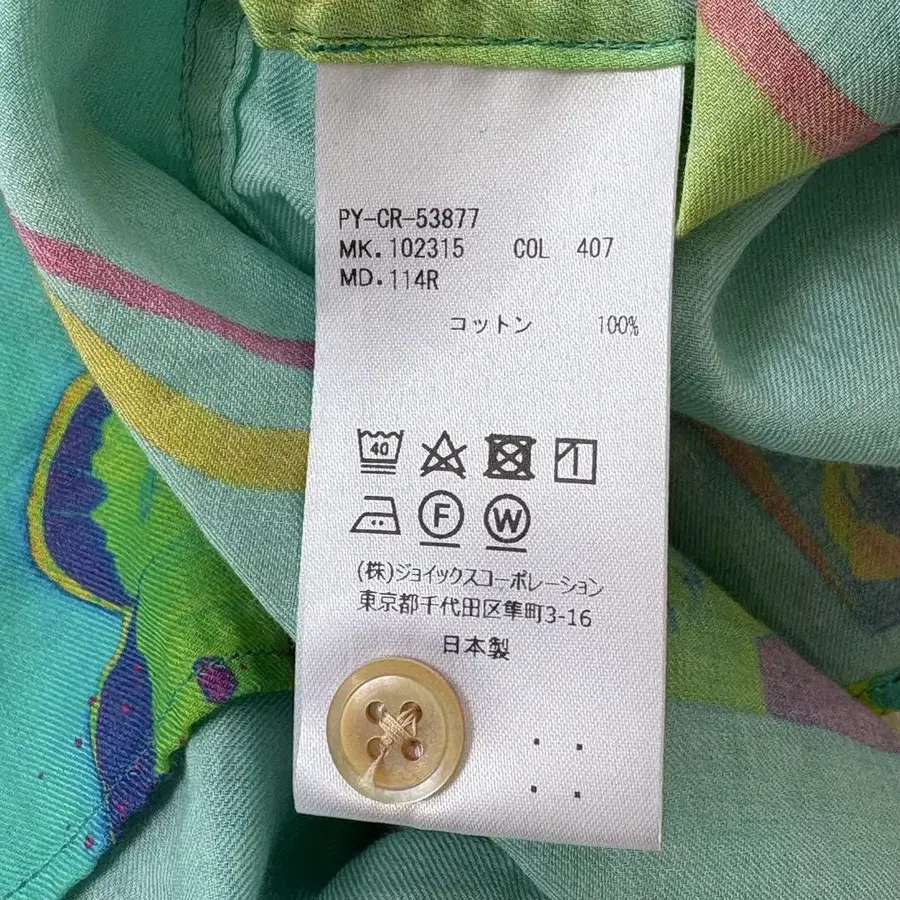 PY-CR-53877
MK. 102315 COL 407
MD. 114R
コットン 100%
40
F W
(株)ジョイックスコーポレーション
東京都千代田区隼町3-16
日本製